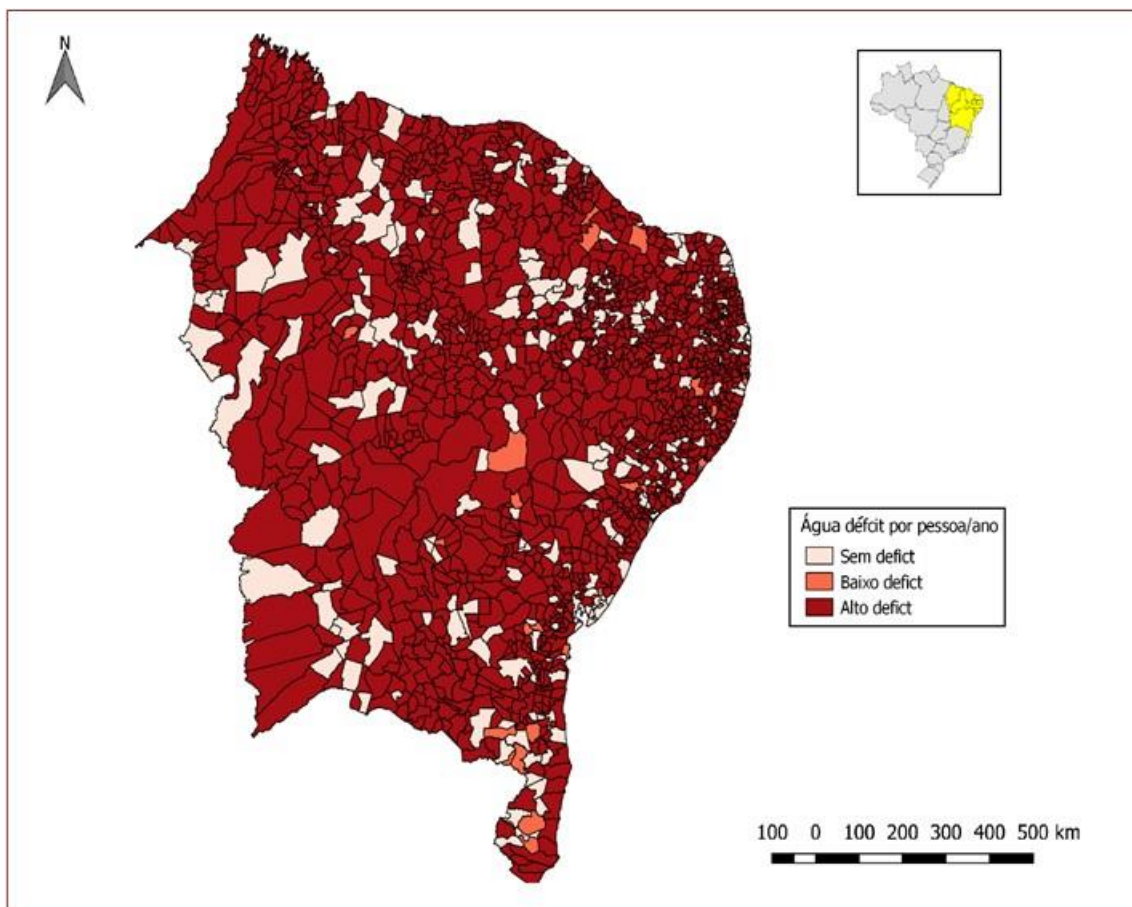 N
Água défcit por pessoa/ano
Sem defict
Baixo defict
Alto defict
100 0 100 200 300 400 500 km